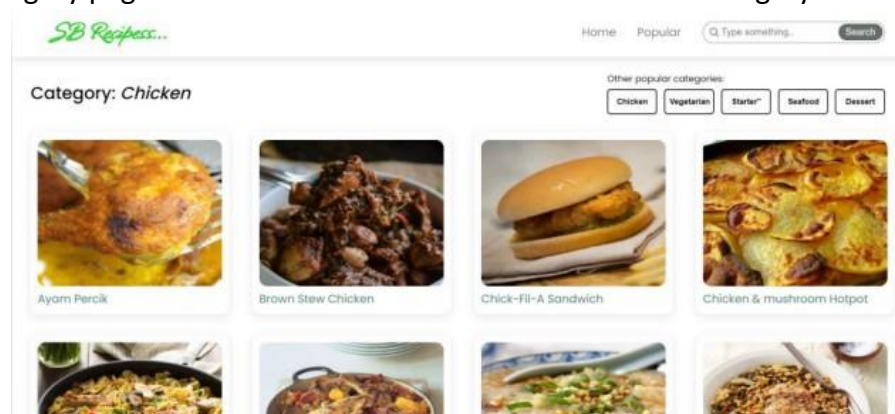 SB Recipess...
Home Popular Type something.. Search
Category: Chicken
Other popular categories:
Chicken Vegetarian Starter" Seafood Dessert
Ayam Percik
Brown Stew Chicken
Chick-Fil-A Sandwich
Chicken & mushroom Hotpot